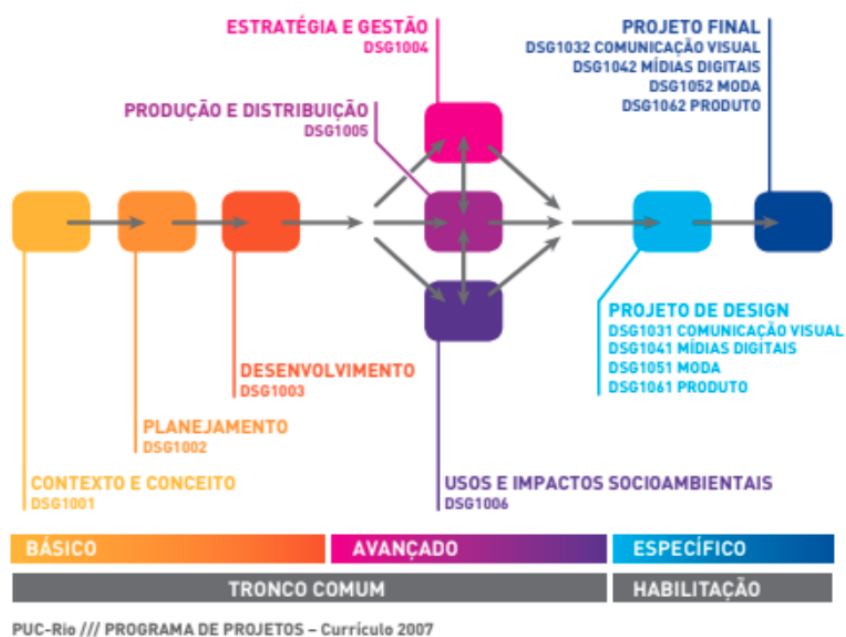 ESTRATÉGIA E GESTÃO
DSG1004
PROJETO FINAL
DSG1032 COMUNICAÇÃO VISUAL
DSG1042 MÍDIAS DIGITAIS
DSG1052 MODA
DSG1062 PRODUTO
PRODUÇÃO E DISTRIBUIÇÃO
DSG1005
PROJETO DE DESIGN
DSG1031 COMUNICAÇÃO VISUAL
DSG1041 MÍDIAS DIGITAIS
DSG1051 MODA
DSG1061 PRODUTO
DESENVOLVIMENTO
DSG1003
PLANEJAMENTO
DSG1002
CONTEXTO E CONCEITO
DSG1001
USOS E IMPACTOS SOCIOAMBIENTAIS
DSG1006
BÁSICO
AVANÇADO
ESPECÍFICO
TRONCO COMUM
HABILITAÇÃO
PUC-Rio /// PROGRAMA DE PROJETOS – Currículo 2007